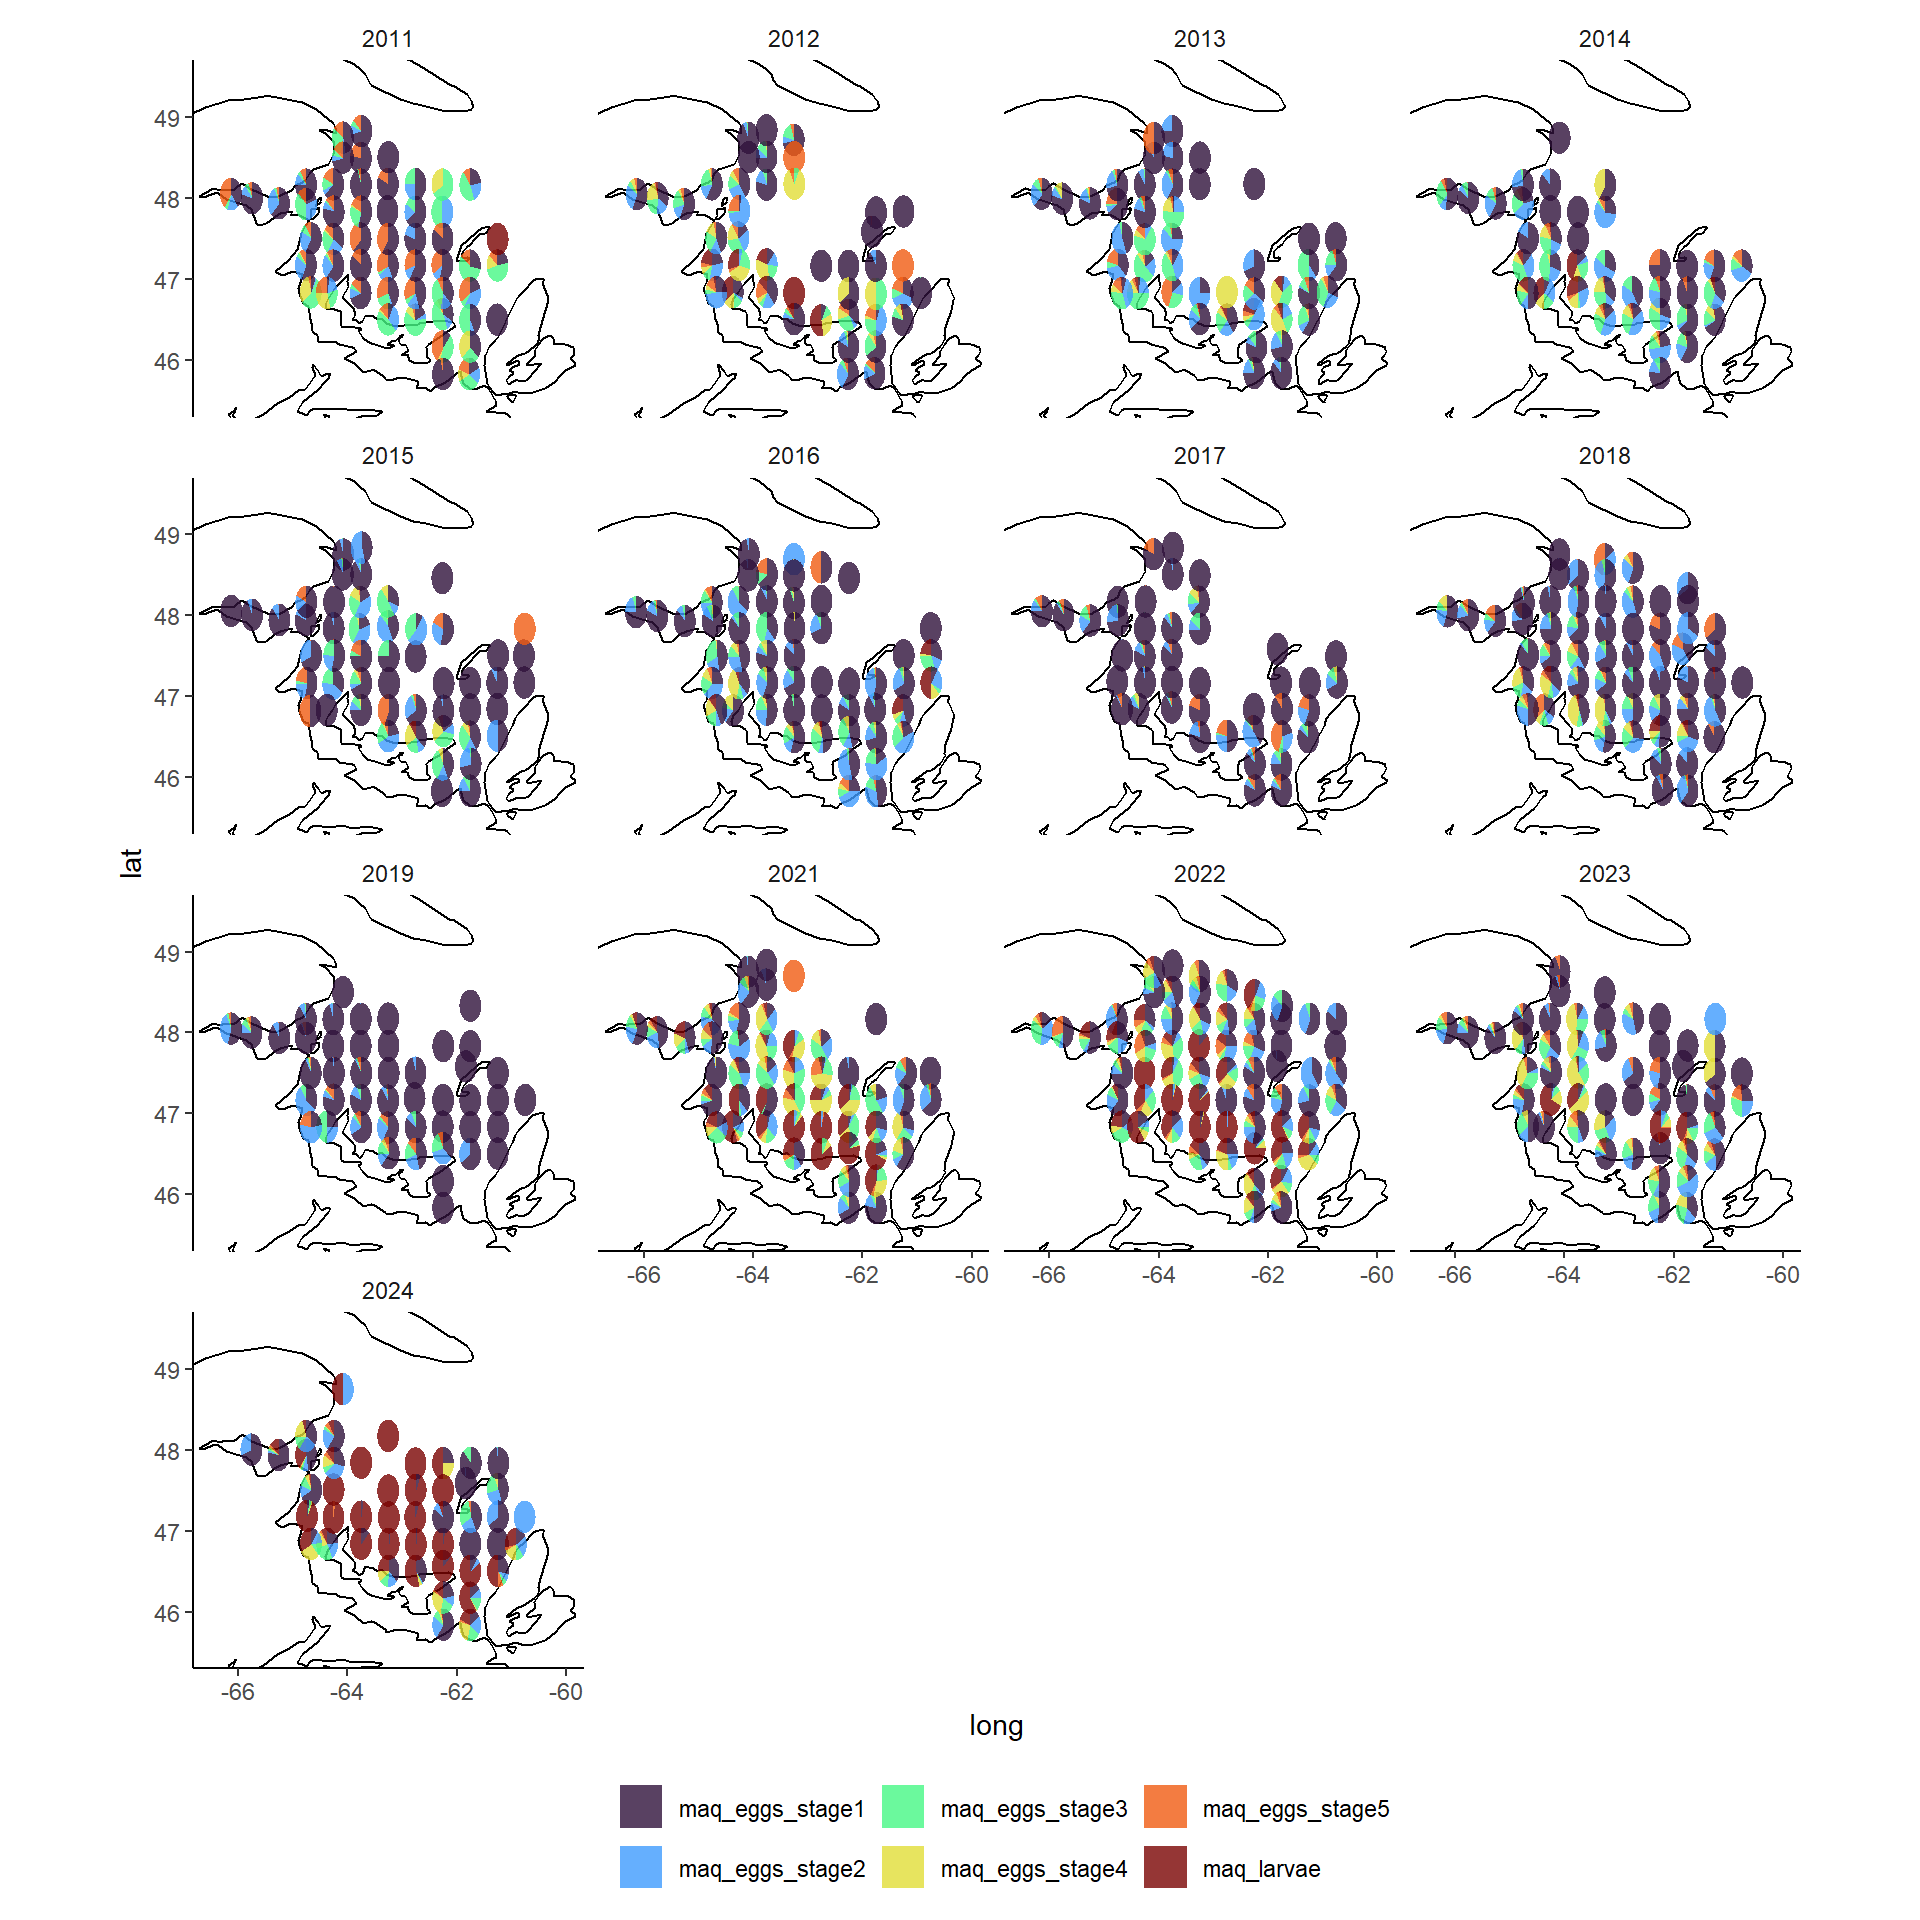 2011 2012 2013 2014
49
48
47
46
2015 2016 2017 2018
49
48
47
46
lat
2019 2021 2022 2023
49
48
47
46
-66 -64 -62 -60 -66 -64 -62 -60 -66 -64 -62 -60
2024
49
48
47
46
-66 -64 -62 -60
long
maq_eggs_stage1 maq_eggs_stage3 maq_eggs_stage5
maq_eggs_stage2 maq_eggs_stage4 maq_larvae